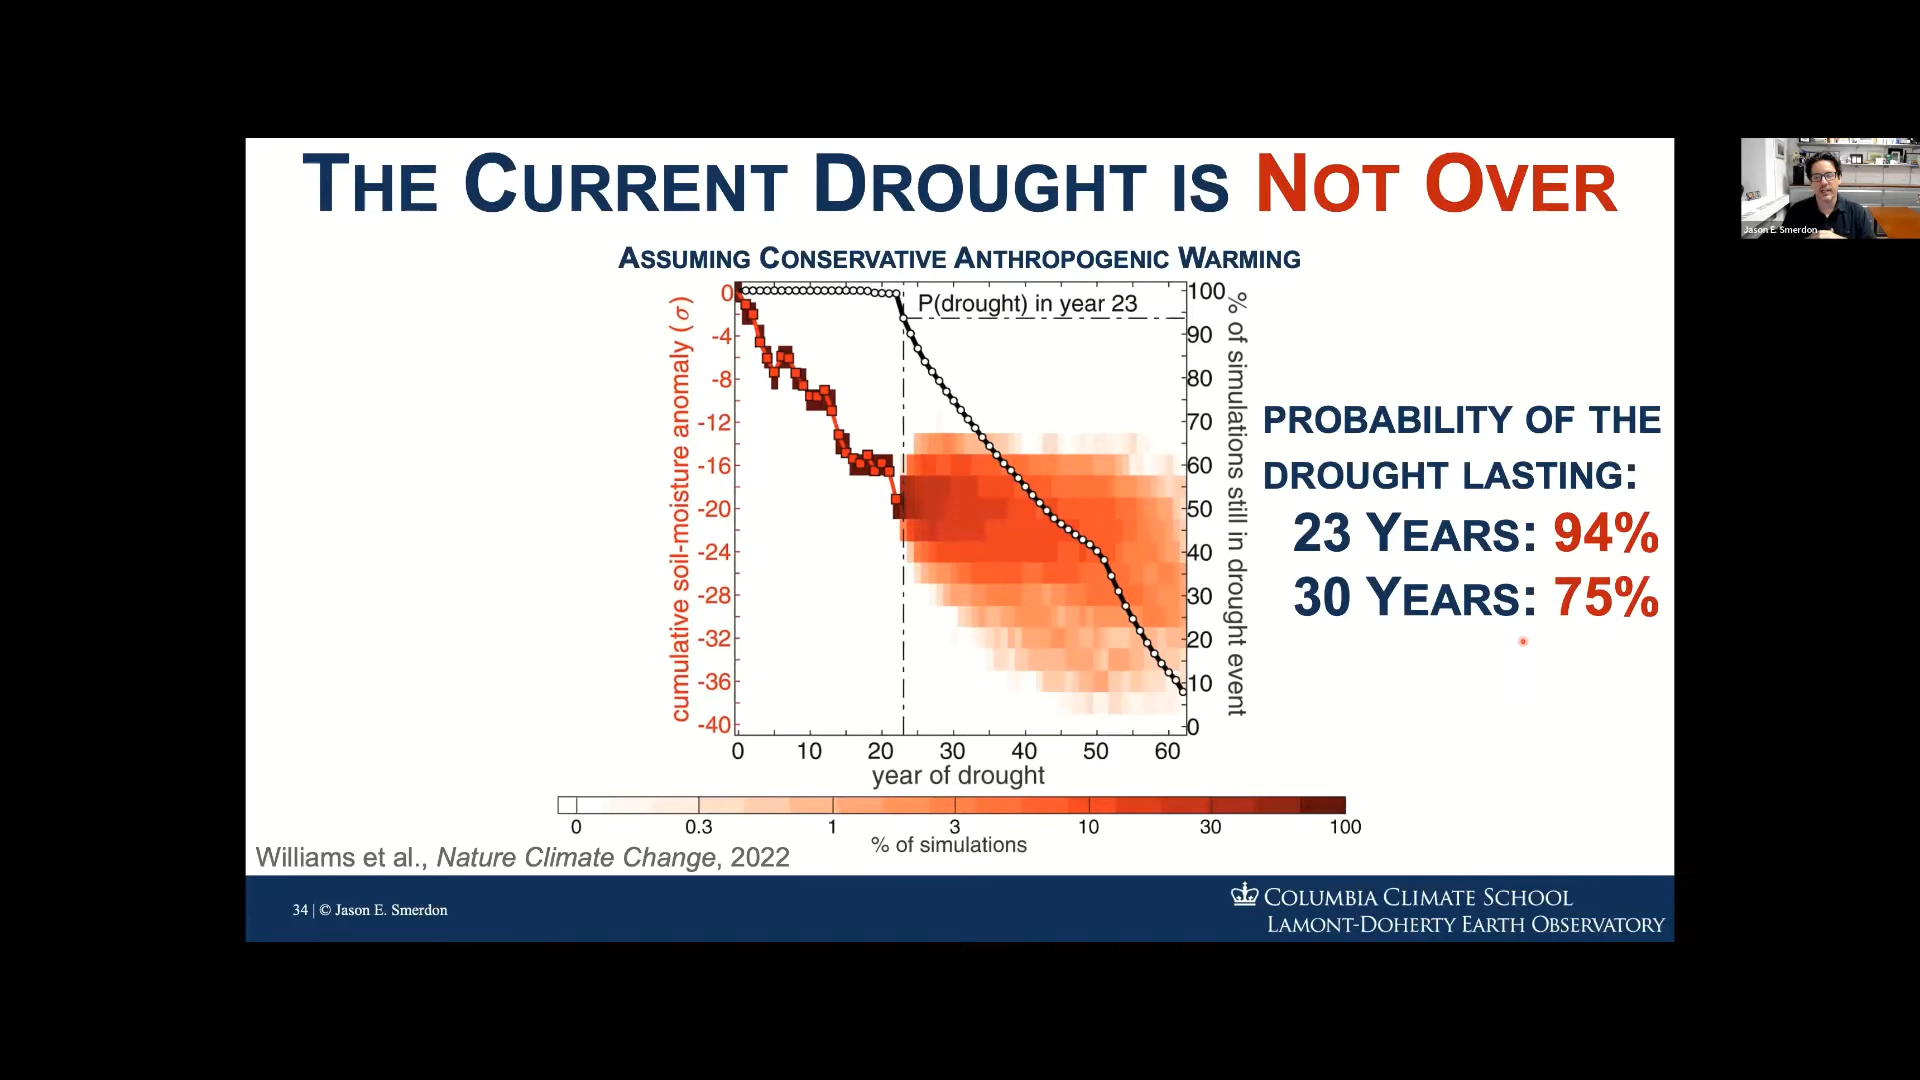 THE CURRENT DROUGHT IS NOT OVER
ASSUMING CONSERVATIVE ANTHROPOGENIC WARMING
P(drought) in year 23
cumulative soil-moisture anomaly (σ)
0
-4
-8
-12
-16
-20
-24
-28
-32
-36
-40
100
90
80
70
60
50
40
30
20
10
0
% of simulations still in drought event
0 10 20 30 40 50 60
year of drought
0 0.3 1 3 10 30 100
% of simulations
PROBABILITY OF THE
DROUGHT LASTING:
23 YEARS: 94%
30 YEARS: 75%
Williams et al., Nature Climate Change, 2022
34 | © Jason E. Smerdon
COLUMBIA CLIMATE SCHOOL
LAMONT-DOHERTY EARTH OBSERVATORY
Jason E. Smerdon